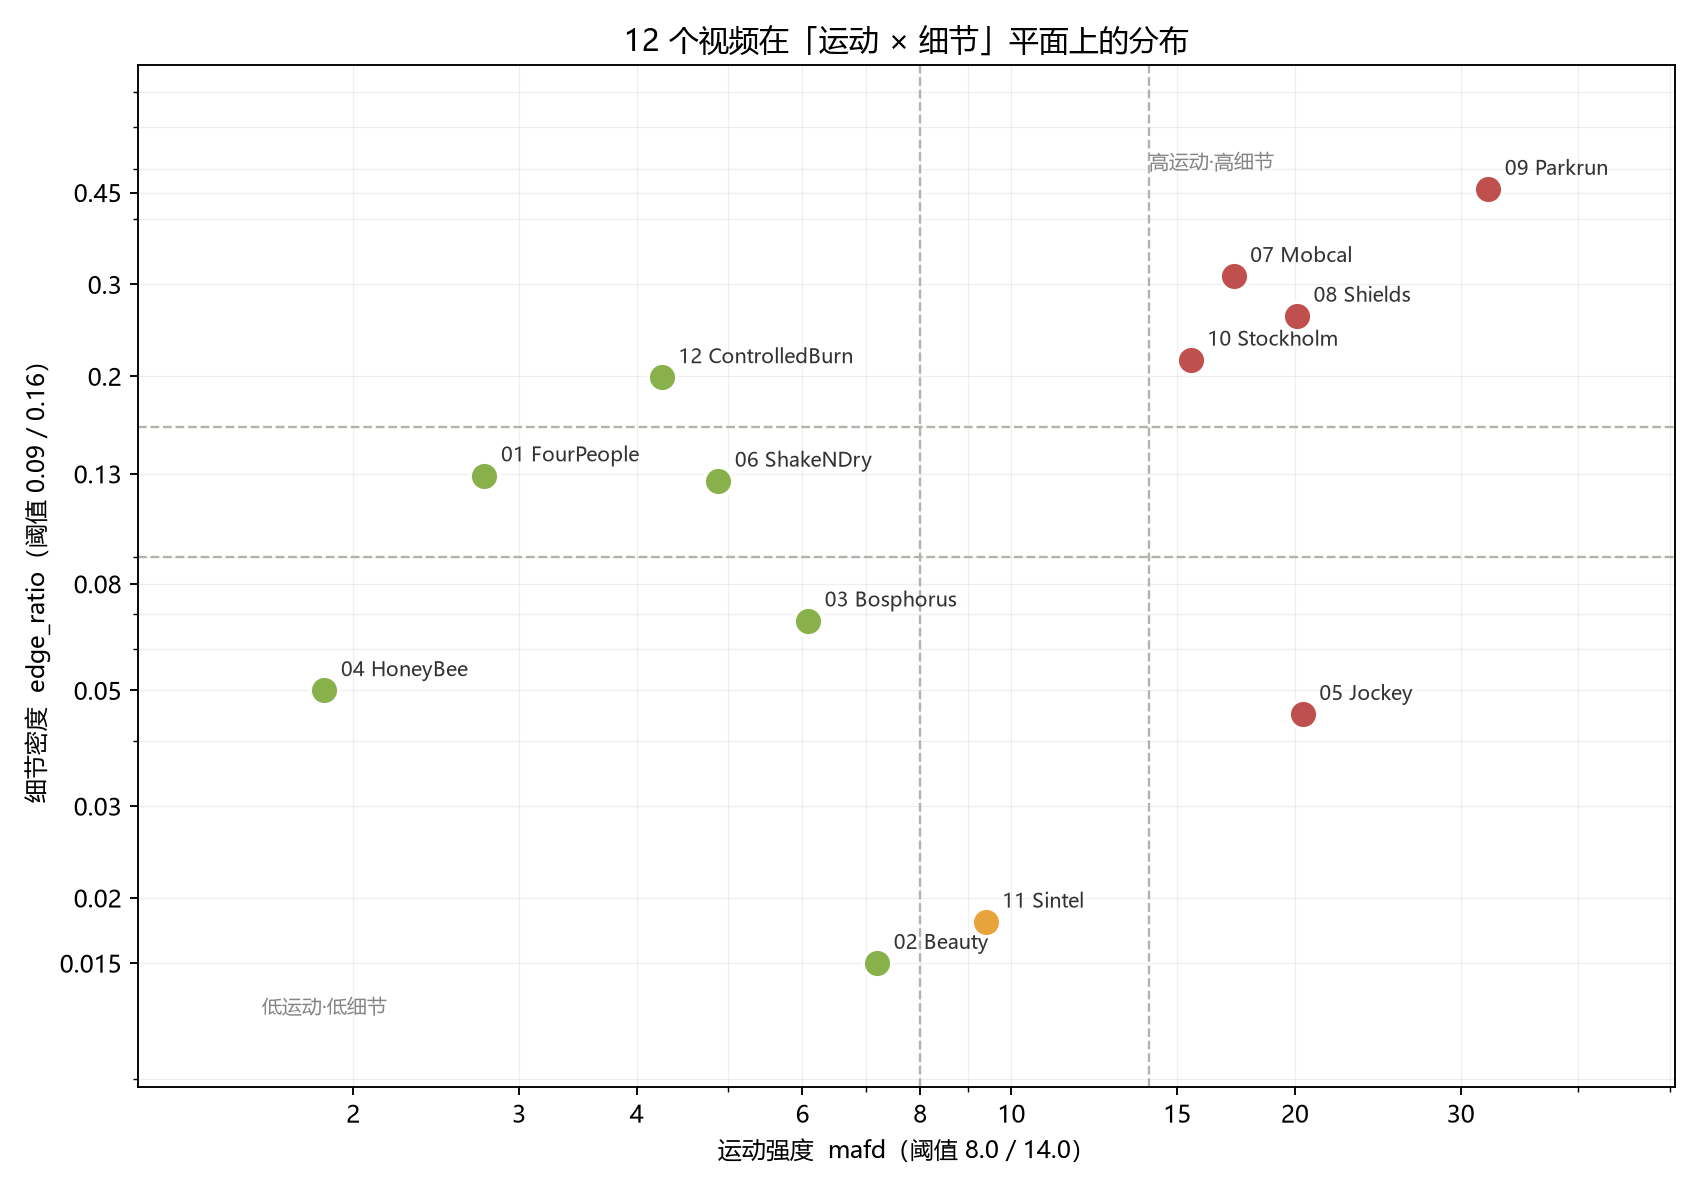 12 个视频在「运动 × 细节」平面上的分布
高运动·高细节
09 Parkrun
0.45
07 Mobcal
0.3
08 Shields
10 Stockholm
12 ControlledBurn
0.2
01 FourPeople
06 ShakeNDry
0.13
细节密度 edge_ratio（阈值 0.09 / 0.16）
0.08
03 Bosphorus
04 HoneyBee
0.05
05 Jockey
0.03
0.02
11 Sintel
02 Beauty
0.015
低运动·低细节
2 3 4 6 8 10 15 20 30
运动强度 mafd（阈值 8.0 / 14.0）